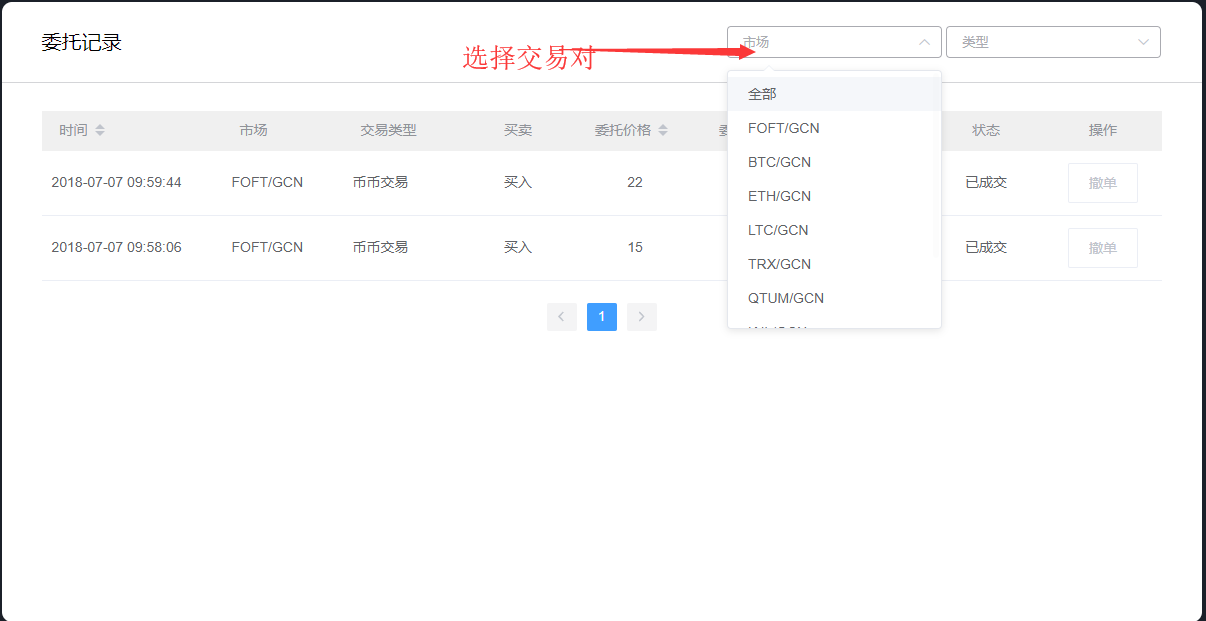 委托记录
选择交易对
市场
类型
全部
FOFT/GCN
BTC/GCN
ETH/GCN
LTC/GCN
TRX/GCN
QTUM/GCN
时间 市场 交易类型 买卖 委托价格 状态 操作
2018-07-07 09:59:44 FOFT/GCN 币币交易 买入 22 已成交 撤单
2018-07-07 09:58:06 FOFT/GCN 币币交易 买入 15 已成交 撤单
1